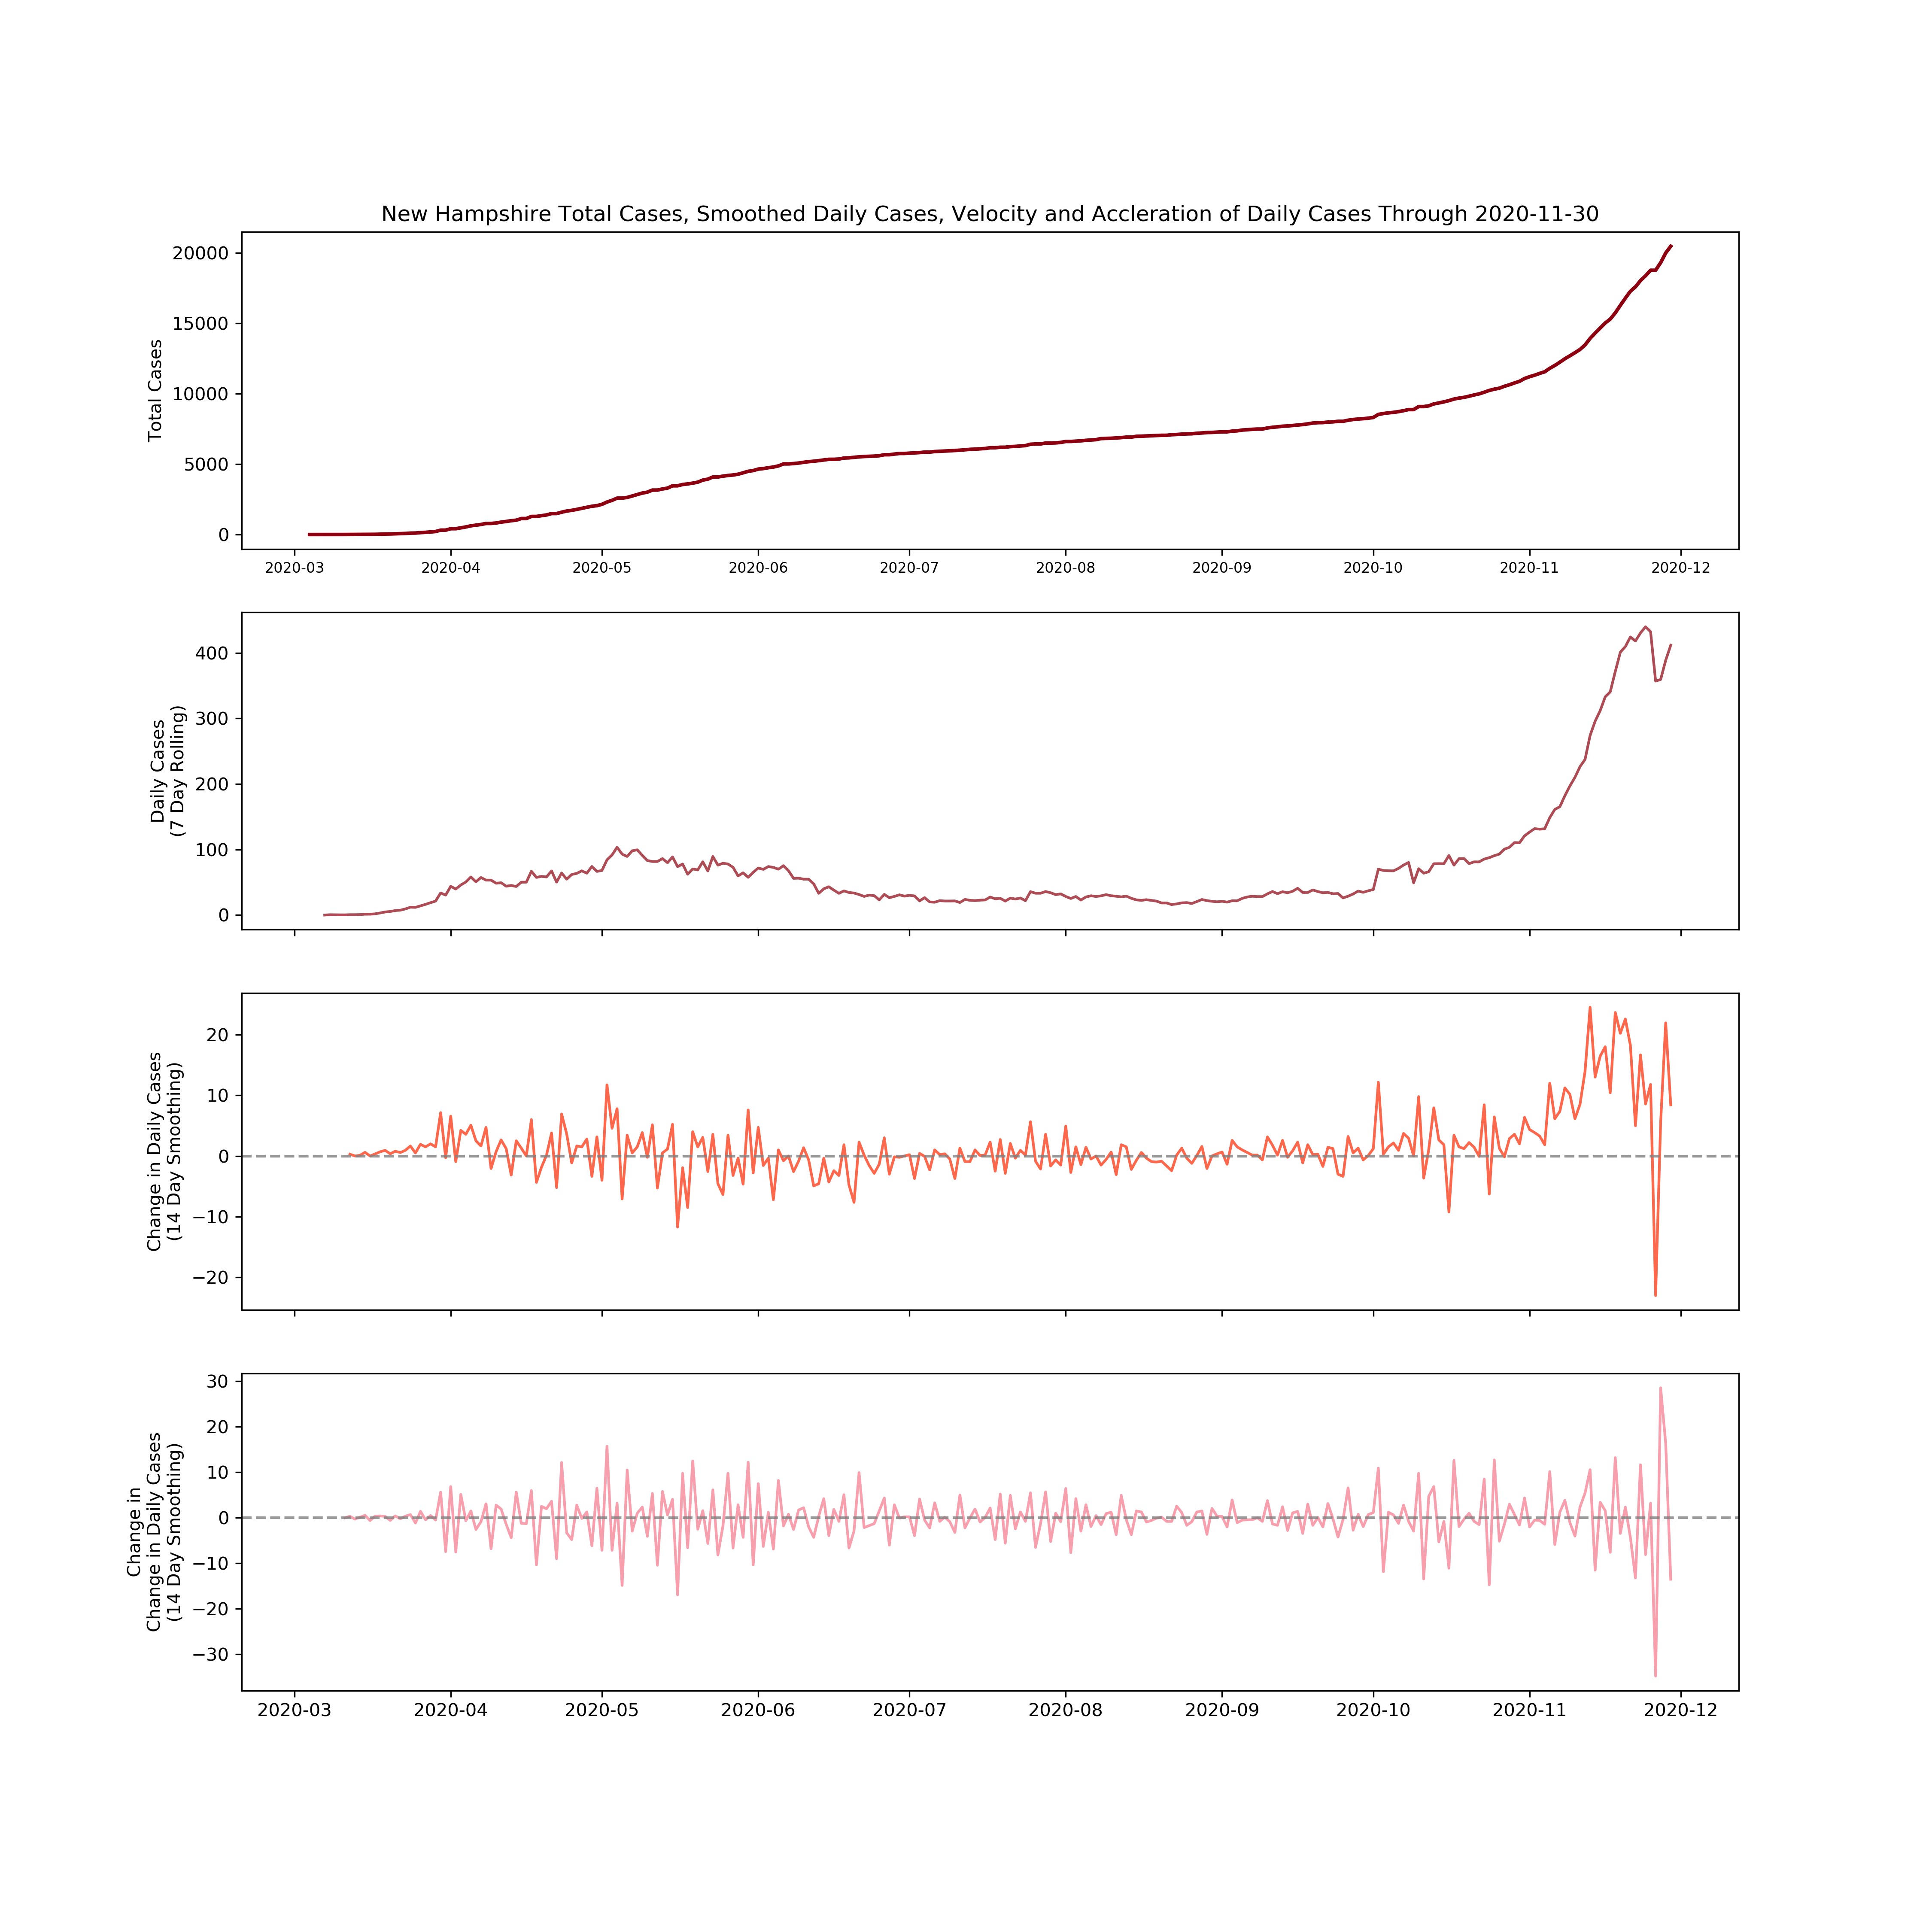 New Hampshire Total Cases, Smoothed Daily Cases, Velocity and Accleration of Daily Cases Through 2020-11-30
Total Cases
20000
15000
10000
5000
0
2020-03 2020-04 2020-05 2020-06 2020-07 2020-08 2020-09 2020-10 2020-11 2020-12
Daily Cases
(7 Day Rolling)
400
300
200
100
0
Change in Daily Cases
(14 Day Smoothing)
20
10
0
−10
−20
Change in
Change in Daily Cases
(14 Day Smoothing)
30
20
10
0
−10
−20
−30
2020-03 2020-04 2020-05 2020-06 2020-07 2020-08 2020-09 2020-10 2020-11 2020-12